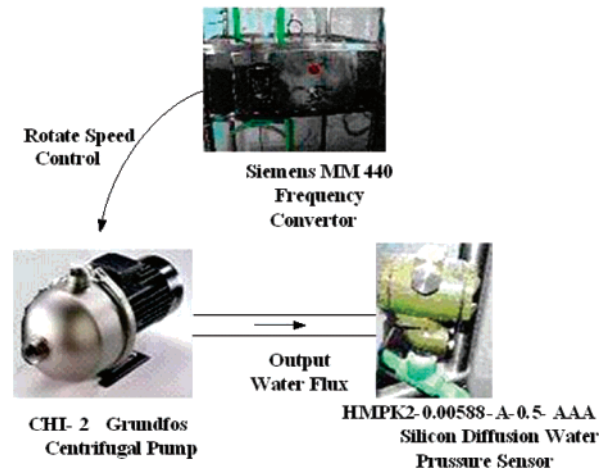 Rotate Speed
Control
Siemens MM 440
Frequency
Convertor
Output
Water Flux
CHI- 2 Grundfos
Centrifugal Pump
HMPK2-0.00588-A-0.5- AAA
Silicon Diffusion Water
Prussure Sensor